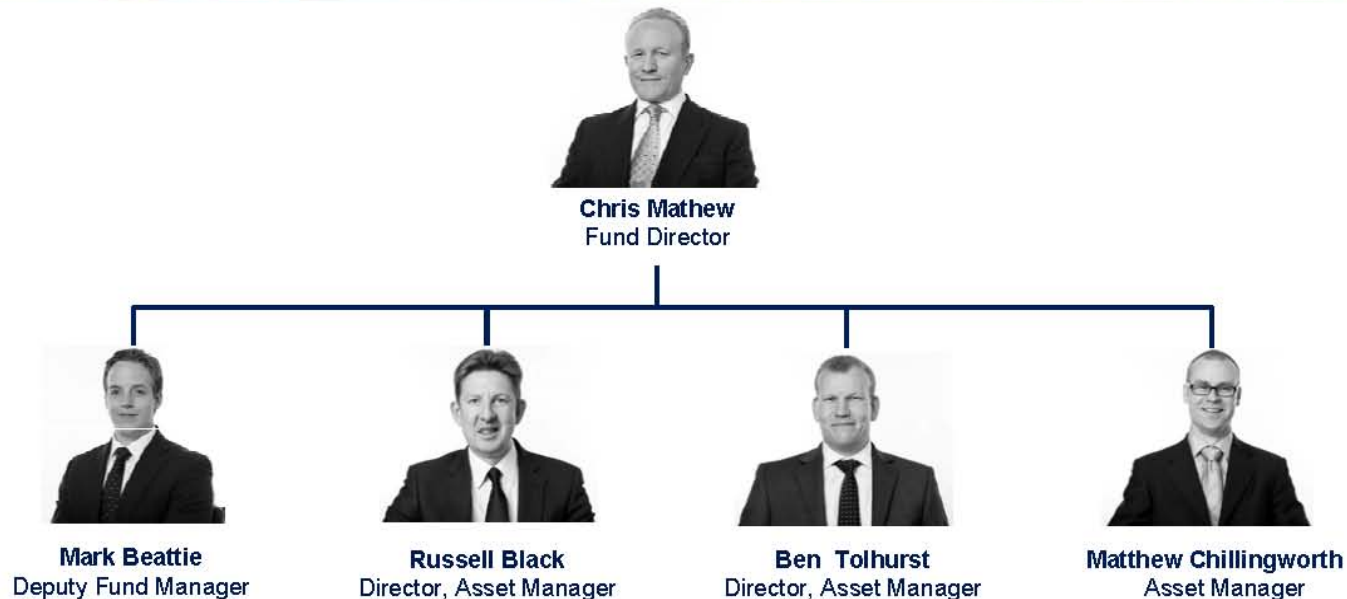 Chris Mathew
Fund Director
Mark Beattie
Deputy Fund Manager
Russell Black
Director, Asset Manager
Ben Tolhurst
Director, Asset Manager
Matthew Chillingworth
Asset Manager